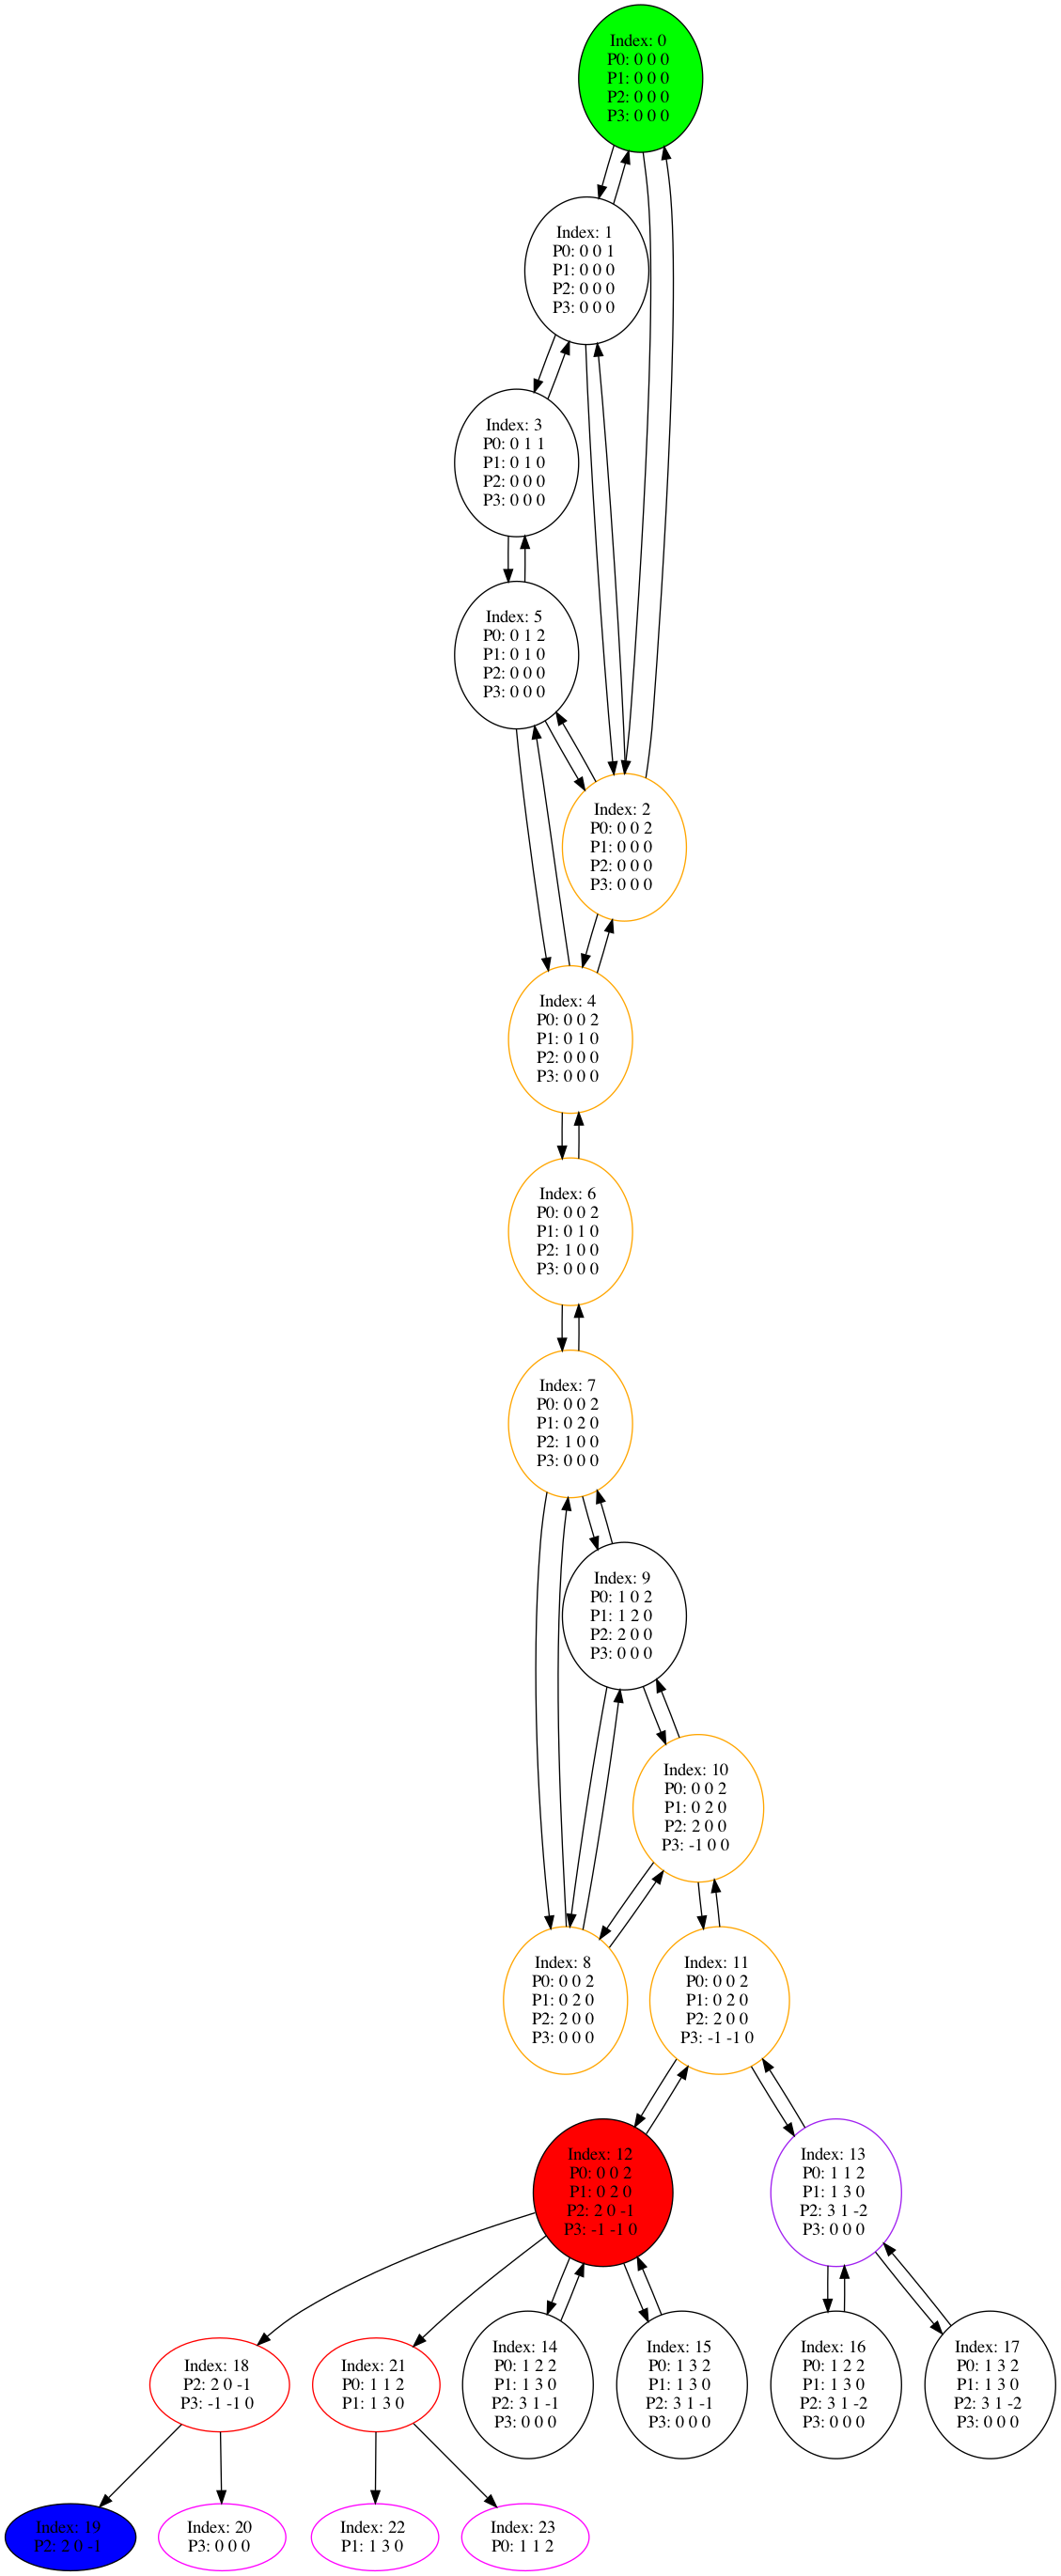 Index: 0
P0: 0 0 0
P1: 0 0 0
P2: 0 0 0
P3: 0 0 0
Index: 1
P0: 0 0 1
P1: 0 0 0
P2: 0 0 0
P3: 0 0 0
Index: 3
P0: 0 1 1
P1: 0 1 0
P2: 0 0 0
P3: 0 0 0
Index: 5
P0: 0 1 2
P1: 0 1 0
P2: 0 0 0
P3: 0 0 0
Index: 2
P0: 0 0 2
P1: 0 0 0
P2: 0 0 0
P3: 0 0 0
Index: 4
P0: 0 0 2
P1: 0 1 0
P2: 0 0 0
P3: 0 0 0
Index: 6
P0: 0 0 2
P1: 0 1 0
P2: 1 0 0
P3: 0 0 0
Index: 7
P0: 0 0 2
P1: 0 2 0
P2: 1 0 0
P3: 0 0 0
Index: 9
P0: 1 0 2
P1: 1 2 0
P2: 2 0 0
P3: 0 0 0
Index: 10
P0: 0 0 2
P1: 0 2 0
P2: 2 0 0
P3: -1 0 0
Index: 8
P0: 0 0 2
P1: 0 2 0
P2: 2 0 0
P3: 0 0 0
Index: 11
P0: 0 0 2
P1: 0 2 0
P2: 2 0 0
P3: -1 -1 0
Index: 12
P0: 0 0 2
P1: 0 2 0
P2: 2 0 -1
P3: -1 -1 0
Index: 13
P0: 1 1 2
P1: 1 3 0
P2: 3 1 -2
P3: 0 0 0
Index: 18
P2: 2 0 -1
P3: -1 -1 0
Index: 21
P0: 1 1 2
P1: 1 3 0
Index: 14
P0: 1 2 2
P1: 1 3 0
P2: 3 1 -1
P3: 0 0 0
Index: 15
P0: 1 3 2
P1: 1 3 0
P2: 3 1 -1
P3: 0 0 0
Index: 16
P0: 1 2 2
P1: 1 3 0
P2: 3 1 -2
P3: 0 0 0
Index: 17
P0: 1 3 2
P1: 1 3 0
P2: 3 1 -2
P3: 0 0 0
Index: 19
P2: 2 0 -1
Index: 20
P3: 0 0 0
Index: 22
P1: 1 3 0
Index: 23
P0: 1 1 2